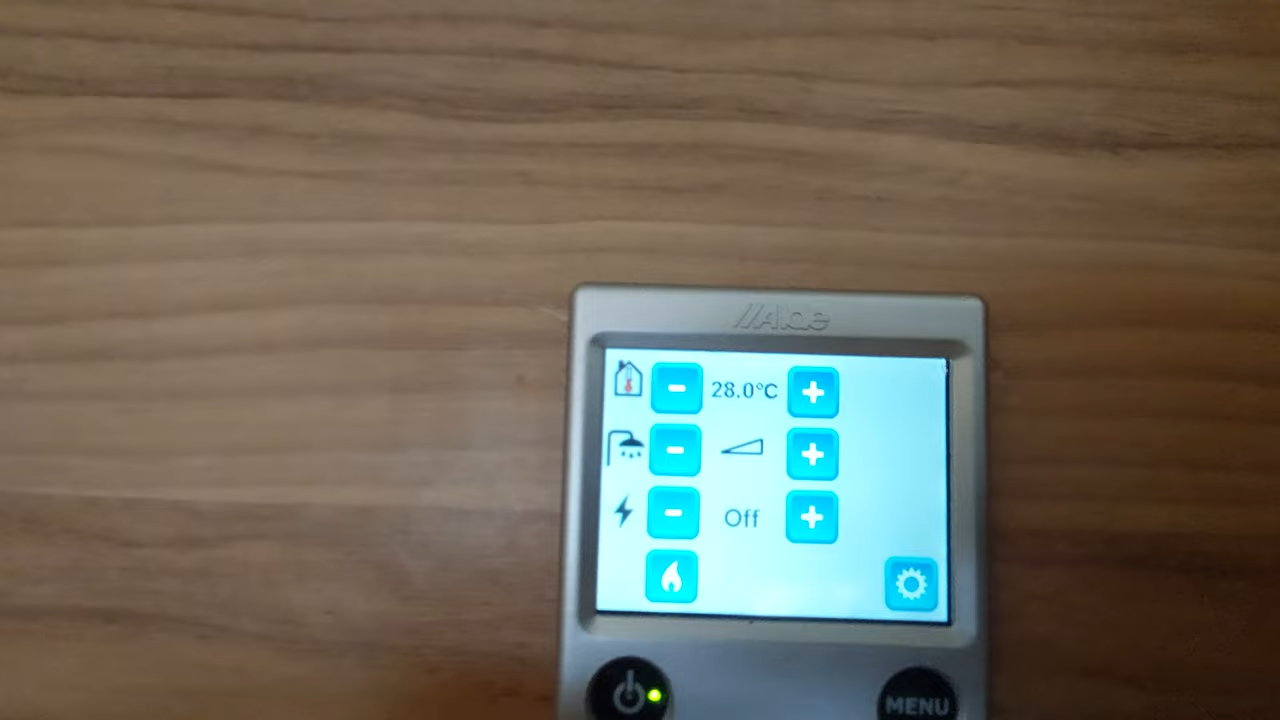 Alde
- 28.0°C +
- +
- Off +
MENU